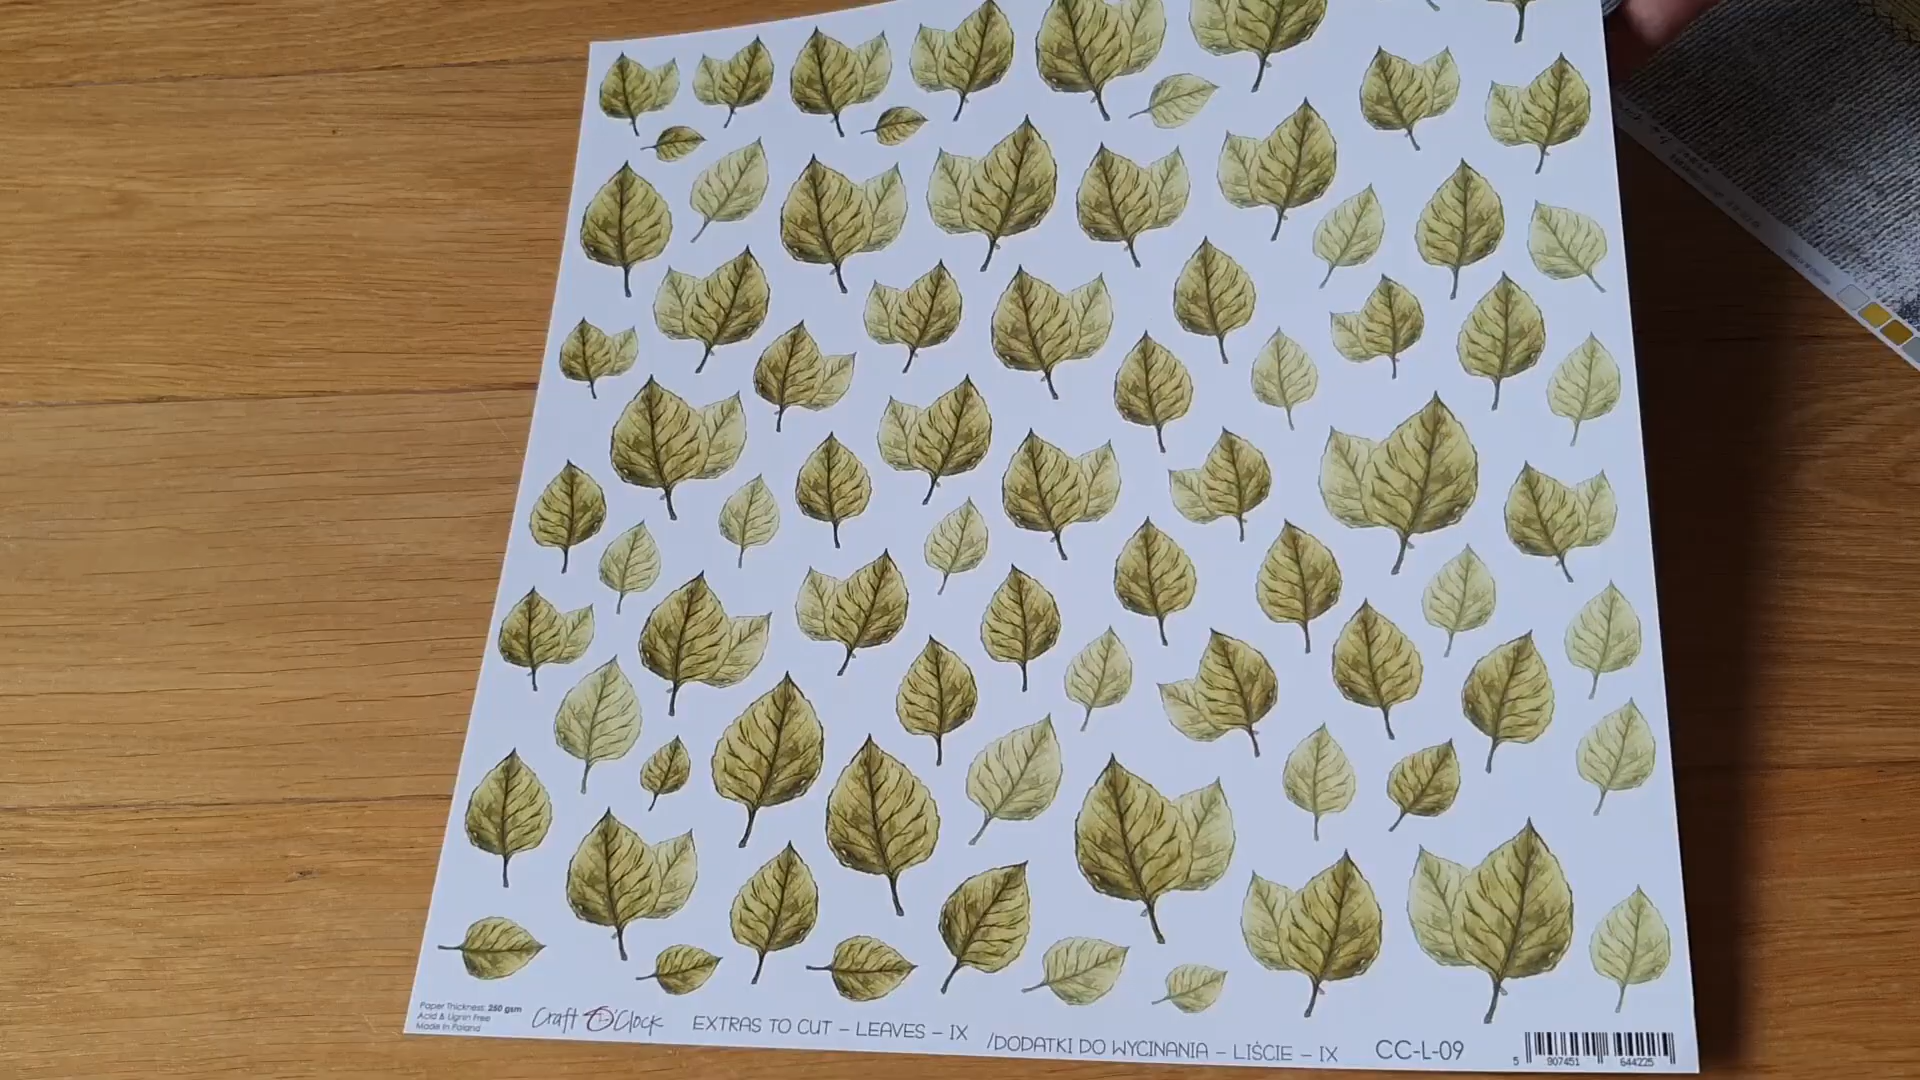 Paper Thickness: 250 gsm
Acid & Lignin Free
Made in Poland
Craft O'Clock
EXTRAS TO CUT – LEAVES – IX
/DODATKI DO WYCINANIA – LIŚCIE – IX
CC-L-09
5 907451 644225